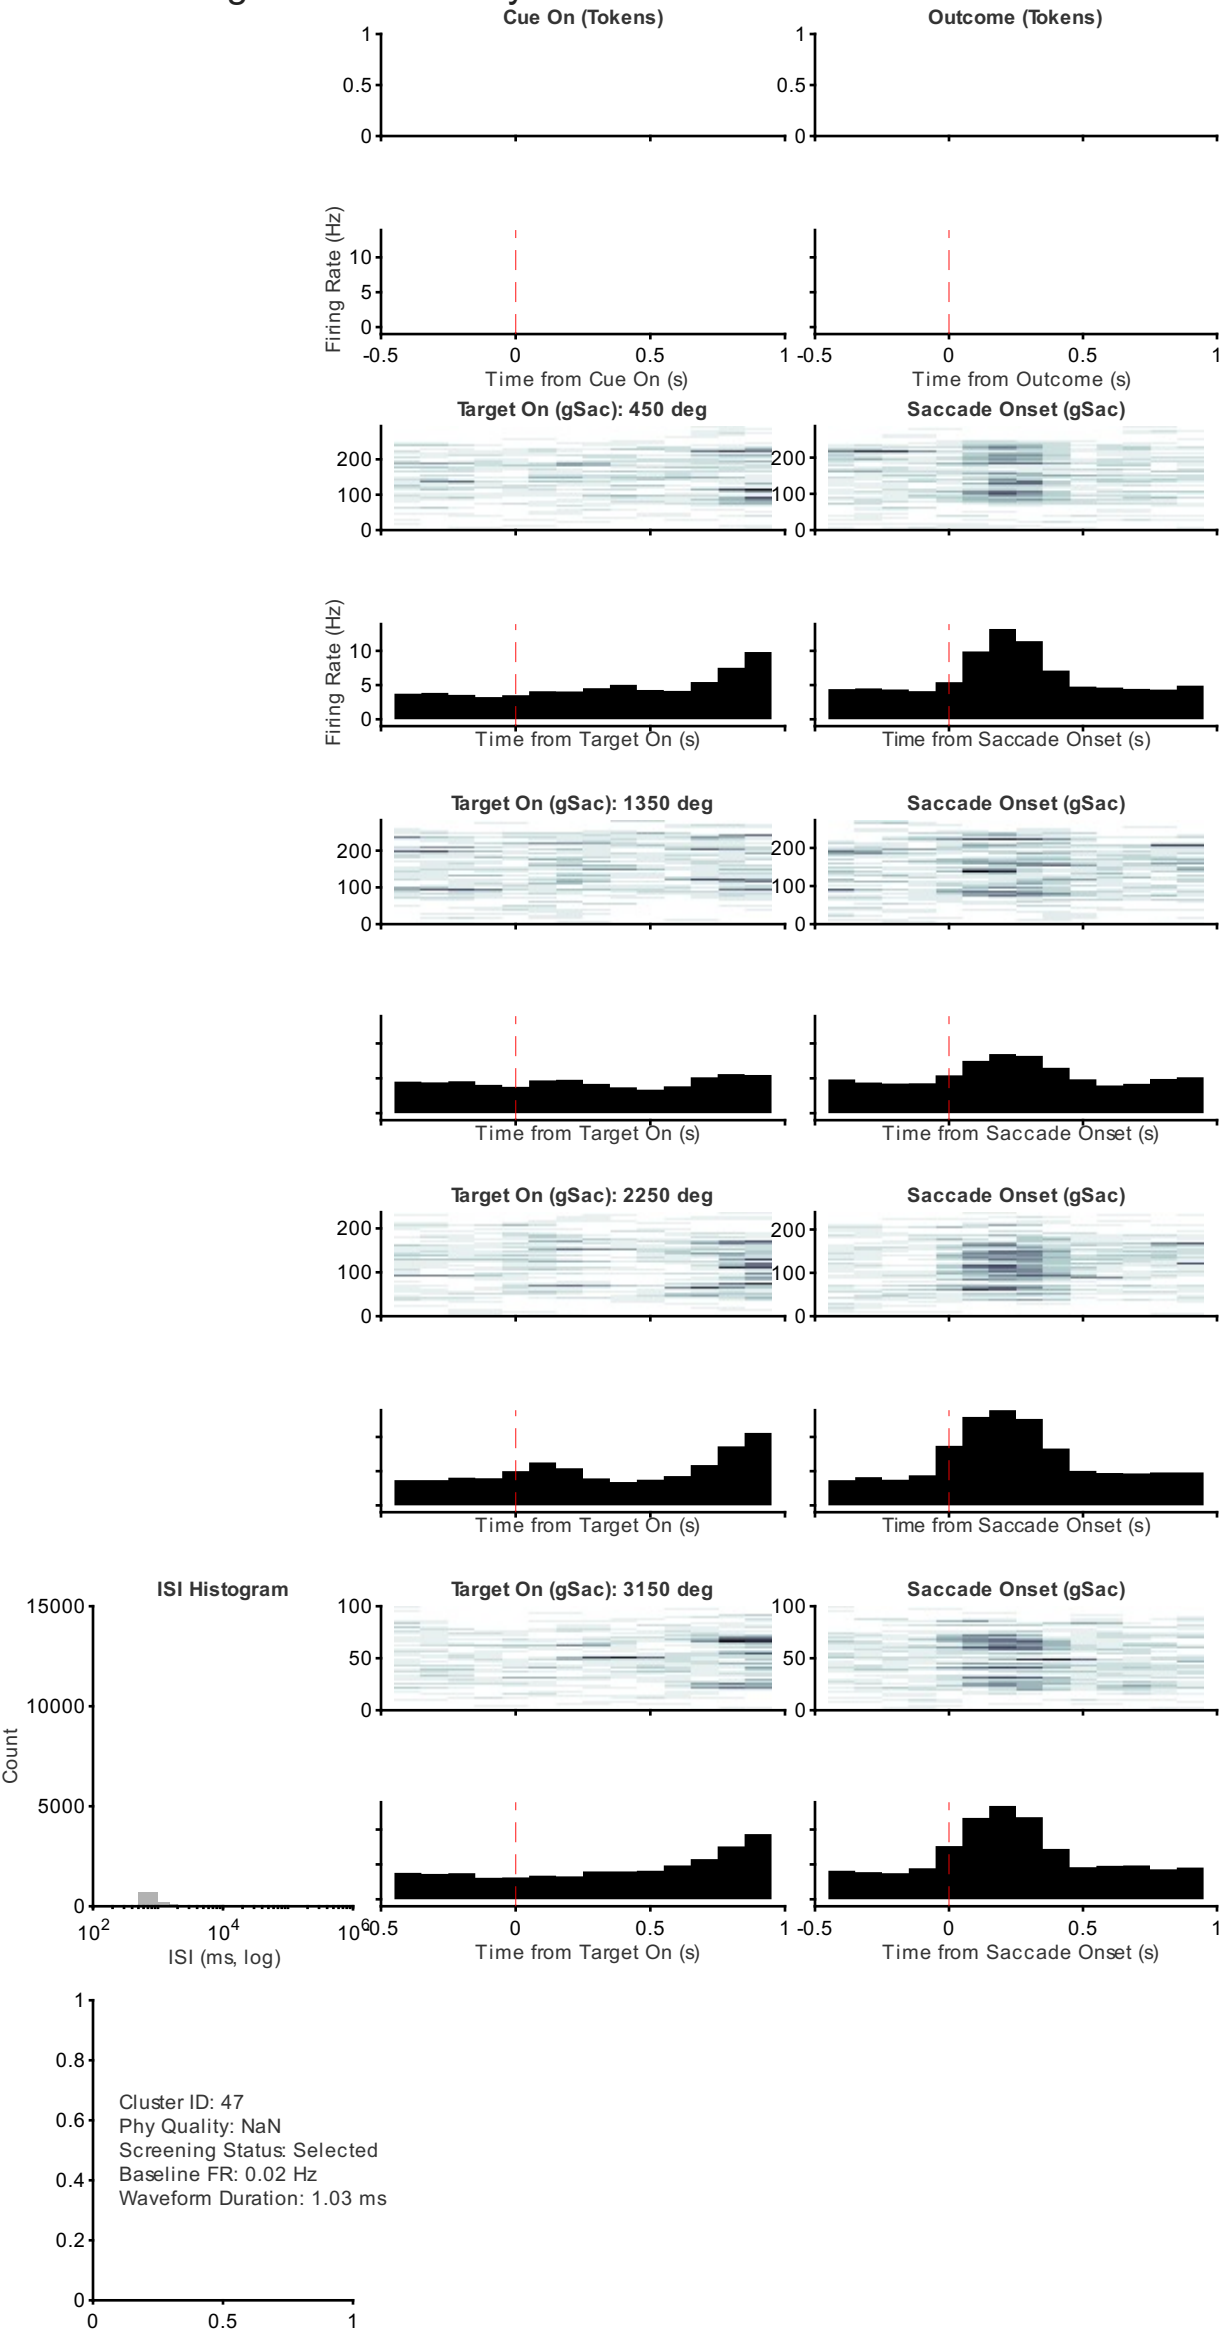 Cue On (Tokens)
Outcome (Tokens)
1
0.5
0
1
0.5
0
Firing Rate (Hz)
10
5
0
-0.5 0 0.5 1
-0.5 0 0.5 1
Time from Cue On (s)
Time from Outcome (s)
Target On (gSac): 450 deg
Saccade Onset (gSac)
200
100
0
200
100
0
Firing Rate (Hz)
10
5
0
Time from Target On (s)
Time from Saccade Onset (s)
Target On (gSac): 1350 deg
Saccade Onset (gSac)
200
100
0
200
100
0
Time from Target On (s)
Time from Saccade Onset (s)
Target On (gSac): 2250 deg
Saccade Onset (gSac)
200
100
0
200
100
0
Time from Target On (s)
Time from Saccade Onset (s)
ISI Histogram
Target On (gSac): 3150 deg
Saccade Onset (gSac)
15000
10000
5000
0
Count
10^2 10^4 10^6
ISI (ms, log)
100
50
0
100
50
0
-0.5 0 0.5 1
-0.5 0 0.5 1
Time from Target On (s)
Time from Saccade Onset (s)
1
0.8
0.6
0.4
0.2
0
Cluster ID: 47
Phy Quality: NaN
Screening Status: Selected
Baseline FR: 0.02 Hz
Waveform Duration: 1.03 ms
0 0.5 1